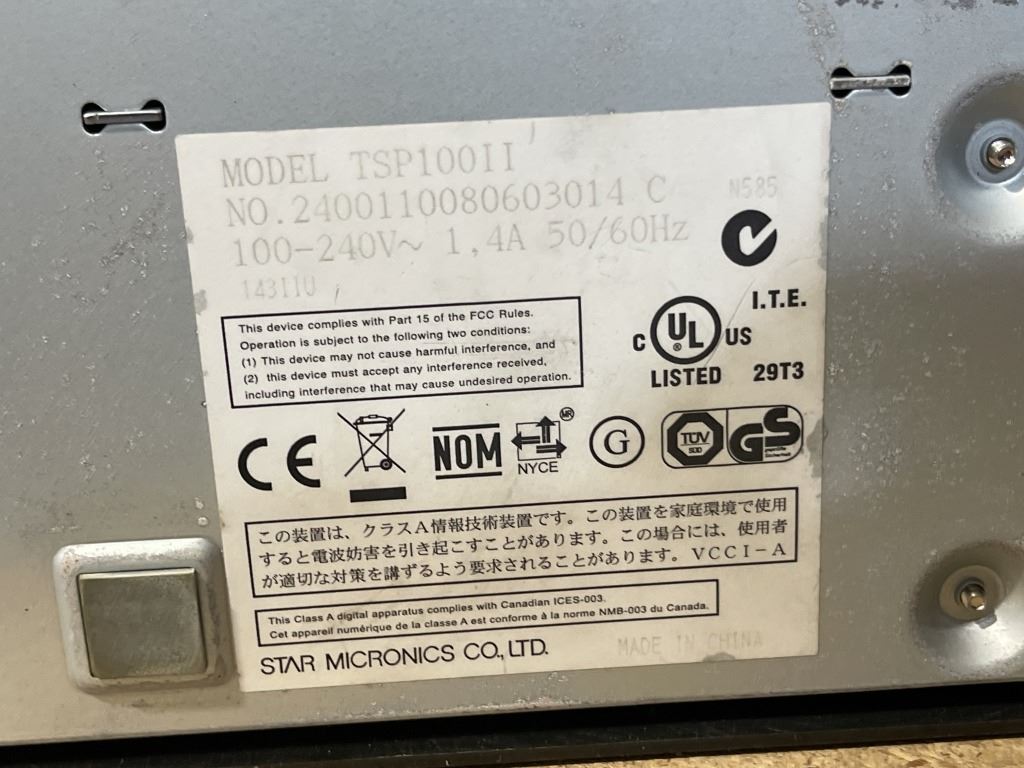 MODEL TSP100II
NO.2400110080603014 C
N585
100-240V~ 1,4A 50/60Hz
143IIU
I.T.E.
This device complies with Part 15 of the FCC Rules.
Operation is subject to the following two conditions:
(1) This device may not cause harmful interference, and
(2) this device must accept any interference received,
including interference that may cause undesired operation.
C UL ® US
LISTED 29T3
CE
NOM
MR
NYCE
G
TÜV
SÜD
GS
この装置は、クラスA情報技術装置です。この装置を家庭環境で使用
すると電波妨害を引き起こすことがあります。この場合には、使用者
が適切な対策を講ずるよう要求されることがあります。VCCI-A
This Class A digital apparatus complies with Canadian ICES-003.
Cet appareil numérique de la classe A est conforme à la norme NMB-003 du Canada.
STAR MICRONICS CO., LTD.
MADE IN CHINA